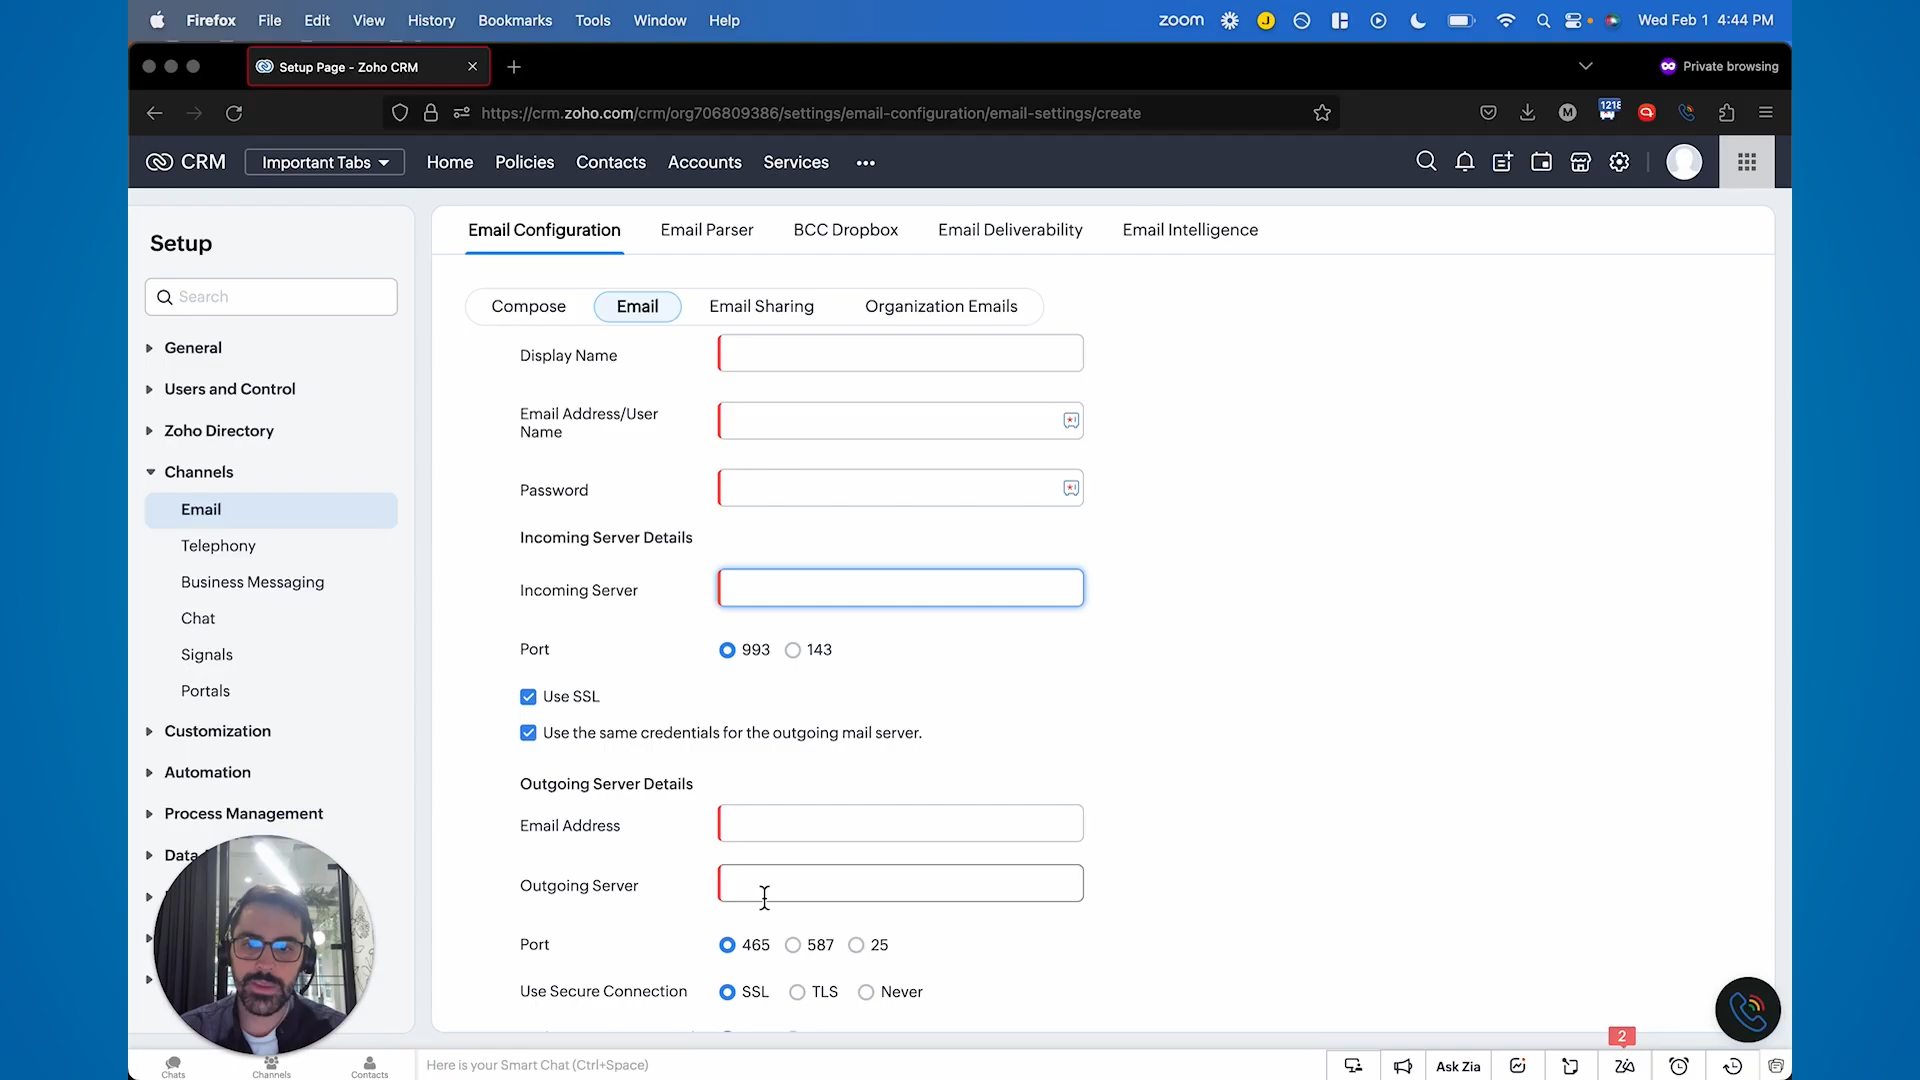 Firefox File Edit View History Bookmarks Tools Window Help
zoom J Wed Feb 1 4:44 PM
Setup Page - Zoho CRM
Private browsing
https://crm.zoho.com/crm/org706809386/settings/email-configuration/email-settings/create
M
CRM Important Tabs Home Policies Contacts Accounts Services
Setup
Search
General
Users and Control
Zoho Directory
Channels
Email
Telephony
Business Messaging
Chat
Signals
Portals
Customization
Automation
Process Management
Data
Email Configuration Email Parser BCC Dropbox Email Deliverability Email Intelligence
Compose Email Email Sharing Organization Emails
Display Name
Email Address/User
Name
Password
Incoming Server Details
Incoming Server
Port 993 143
Use SSL
Use the same credentials for the outgoing mail server.
Outgoing Server Details
Email Address
Outgoing Server
Port 465 587 25
Use Secure Connection SSL TLS Never
2
Chats Channels Contacts
Here is your Smart Chat (Ctrl+Space)
Ask Zia